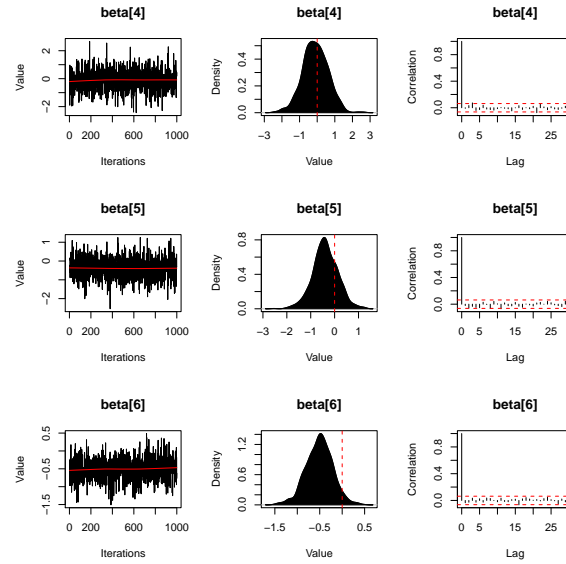 beta[4] beta[4] beta[4]
Value
−2 0 2
0 200 600 1000
Iterations
Density
0.0 0.2 0.4
−3 −1 0 1 2 3
Value
Correlation
0.0 0.4 0.8
0 5 15 25
Lag
beta[5] beta[5] beta[5]
Value
−2 0 1
0 200 600 1000
Iterations
Density
0.0 0.4 0.8
−3 −2 −1 0 1
Value
Correlation
0.0 0.4 0.8
0 5 15 25
Lag
beta[6] beta[6] beta[6]
Value
−1.5 −0.5 0.5
0 200 600 1000
Iterations
Density
0.0 0.6 1.2
−1.5 −0.5 0.5
Value
Correlation
0.0 0.4 0.8
0 5 15 25
Lag